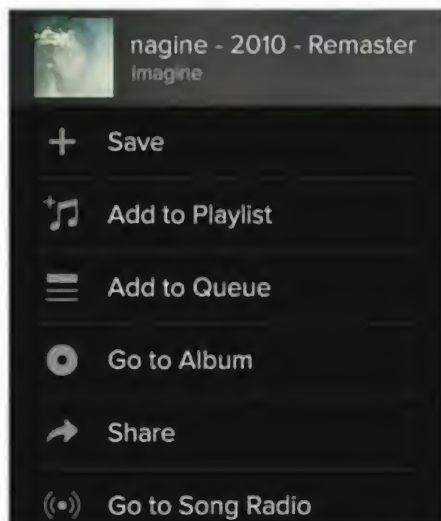 nagine - 2010 - Remaster
Imagine
Save
Add to Playlist
Add to Queue
Go to Album
Share
Go to Song Radio